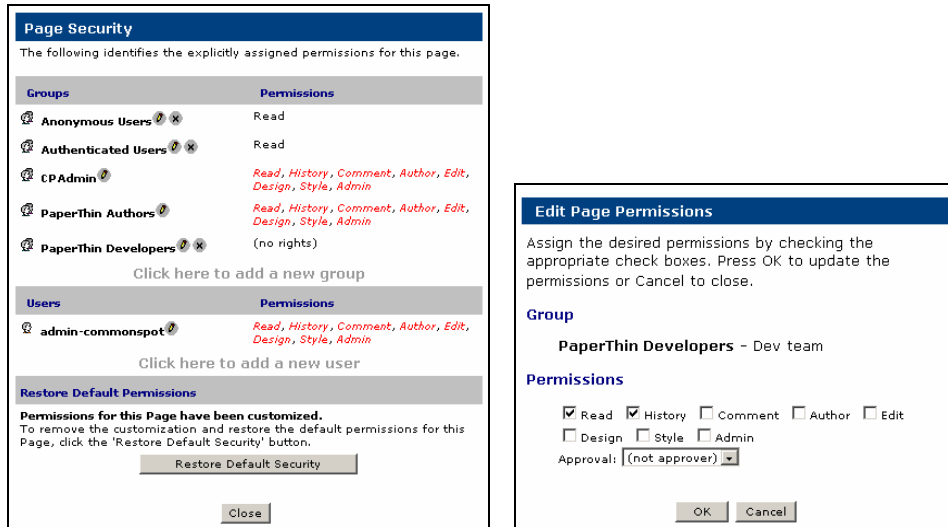 Page Security
The following identifies the explicitly assigned permissions for this page.
Groups Permissions
Anonymous Users Read
Authenticated Users Read
CPAdmin Read, History, Comment, Author, Edit,
Design, Style, Admin
PaperThin Authors Read, History, Comment, Author, Edit,
Design, Style, Admin
PaperThin Developers (no rights)
Click here to add a new group
Users Permissions
admin-commonspot Read, History, Comment, Author, Edit,
Design, Style, Admin
Click here to add a new user
Restore Default Permissions
Permissions for this Page have been customized.
To remove the customization and restore the default permissions for this
Page, click the 'Restore Default Security' button.
Restore Default Security
Close
Edit Page Permissions
Assign the desired permissions by checking the
appropriate check boxes. Press OK to update the
permissions or Cancel to close.
Group
PaperThin Developers - Dev team
Permissions
Read History Comment Author Edit
Design Style Admin
Approval: (not approver)
OK Cancel